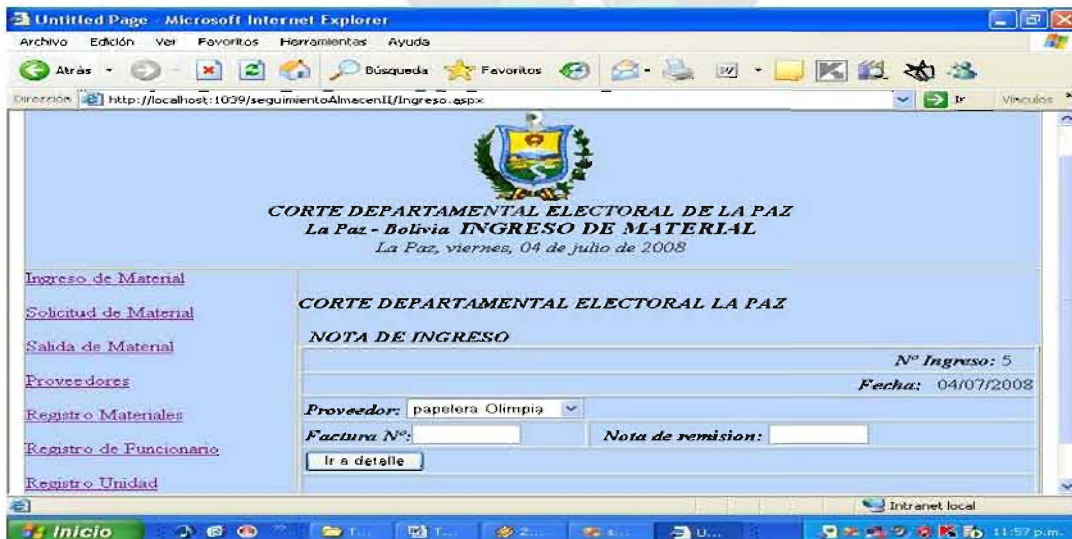 Untitled Page - Microsoft Internet Explorer
Archivo Edición Ver Favoritos Herramientas Ayuda
Atrás Búsqueda Favoritos
Dirección http://localhost:1039/seguimientoAlmacenII/Ingreso.aspx Ir Vínculos
CORTE DEPARTAMENTAL ELECTORAL DE LA PAZ
La Paz - Bolivia INGRESO DE MATERIAL
La Paz, viernes, 04 de julio de 2008
Ingreso de Material
Solicitud de Material
Salida de Material
Proveedores
Registro Materiales
Registro de Funcionario
Registro Unidad
CORTE DEPARTAMENTAL ELECTORAL LA PAZ
NOTA DE INGRESO
Nº Ingreso: 5
Fecha: 04/07/2008
Proveedor: papelera Olimpia
Factura Nº: Nota de remision:
Ir a detalle
Intranet local
Inicio T... T... 2... s... U... 11:57 p.m.